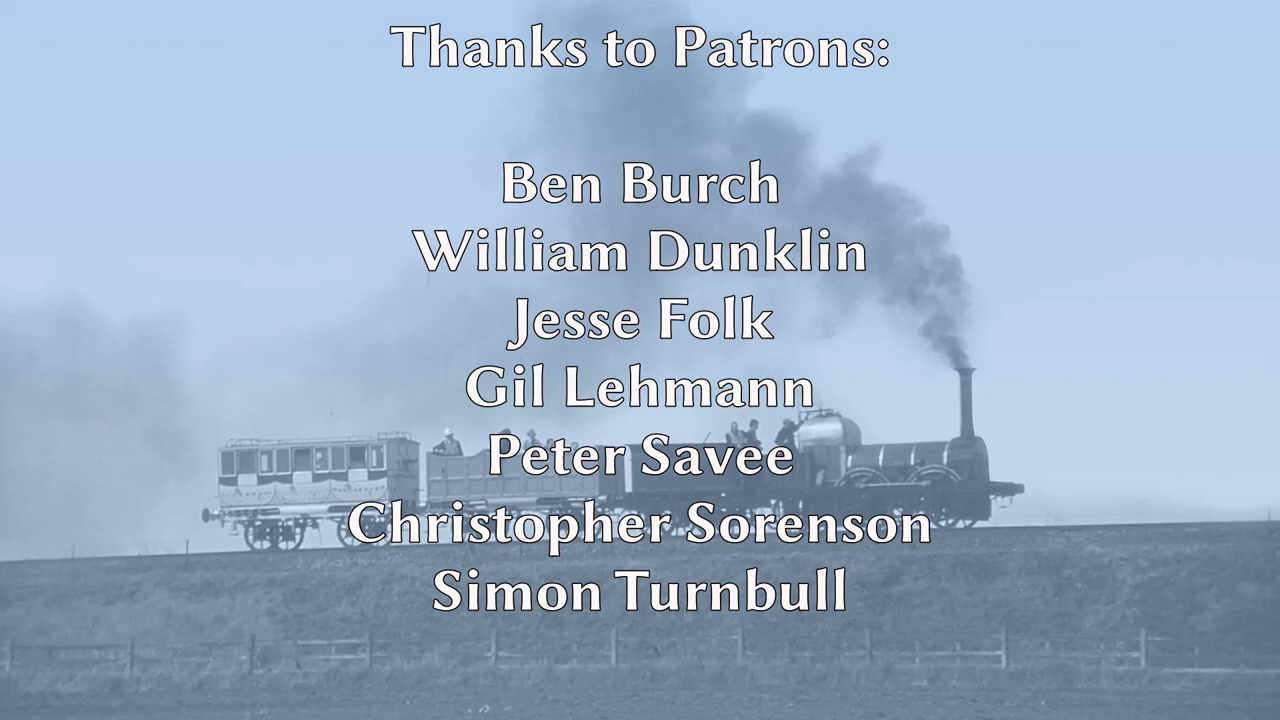 Thanks to Patrons:
Ben Burch
William Dunklin
Jesse Folk
Gil Lehmann
Peter Savee
Christopher Sorenson
Simon Turnbull